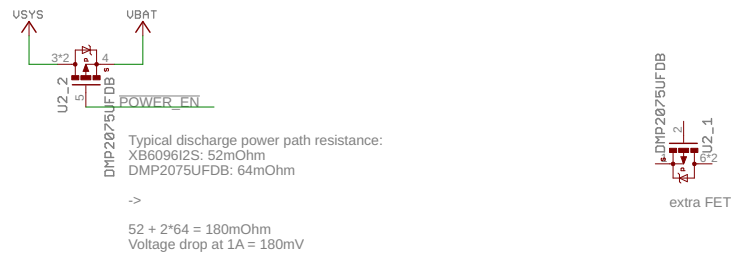 VSYS
VBAT
3*2
4
S
P
U2_2
5
DMP2075UFDB
POWER_EN
Typical discharge power path resistance:
XB6096I2S: 52mOhm
DMP2075UFDB: 64mOhm
->
52 + 2*64 = 180mOhm
Voltage drop at 1A = 180mV
DMP2075UFDB
2
U2_1
S
P
6*2
extra FET